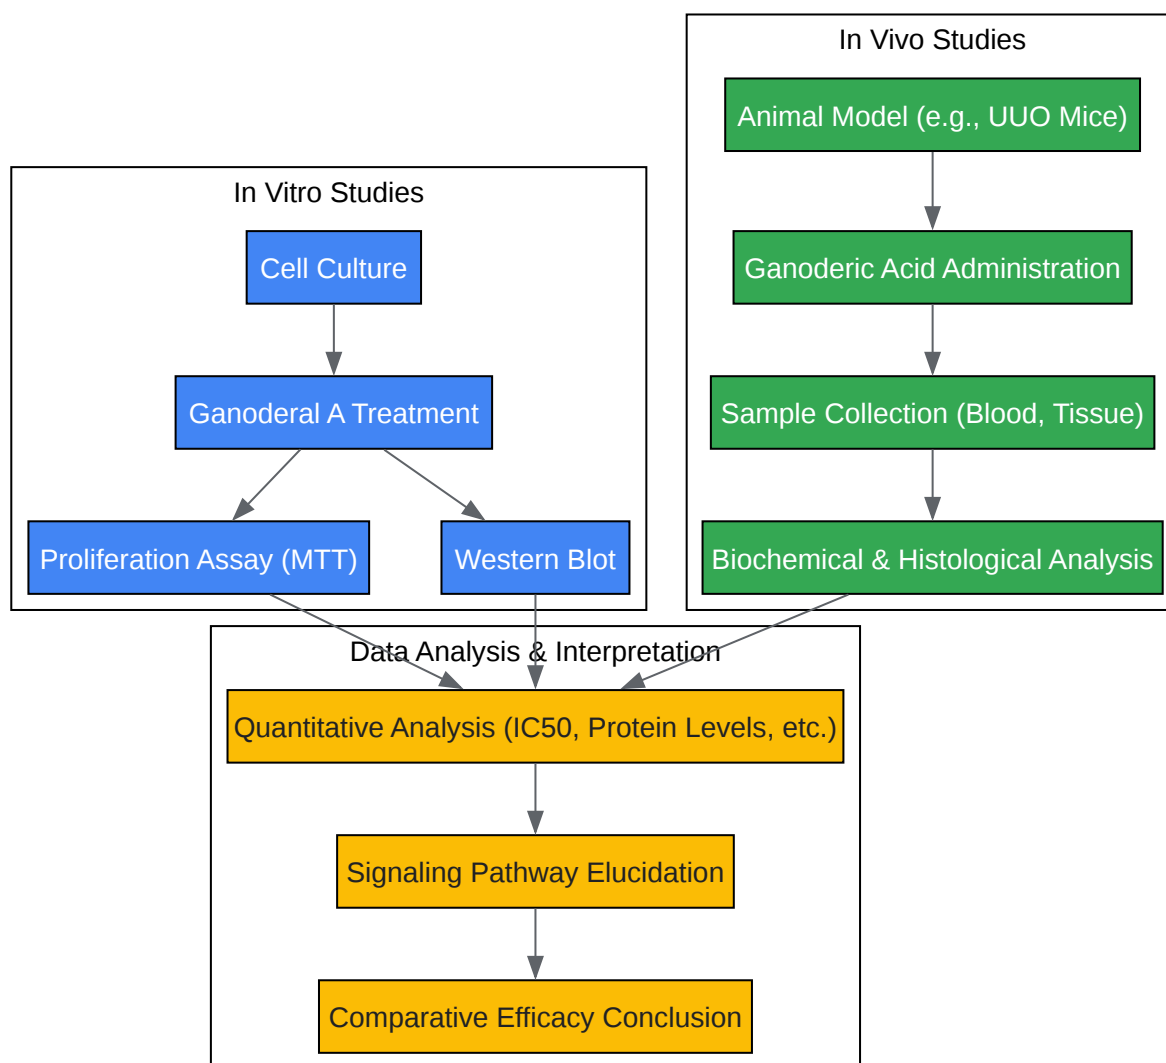 In Vivo Studies
Animal Model (e.g., UUO Mice)
Ganoderic Acid Administration
Sample Collection (Blood, Tissue)
Biochemical & Histological Analysis
In Vitro Studies
Cell Culture
Ganoderal A Treatment
Proliferation Assay (MTT)
Western Blot
Data Analysis & Interpretation
Quantitative Analysis (IC50, Protein Levels, etc.)
Signaling Pathway Elucidation
Comparative Efficacy Conclusion